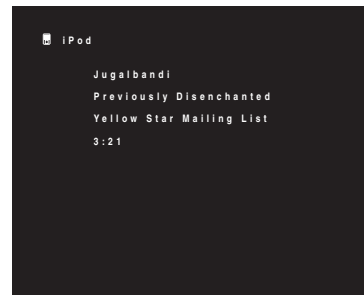 iPod
Jugalbandi
Previously Disenchanted
Yellow Star Mailing List
3:21